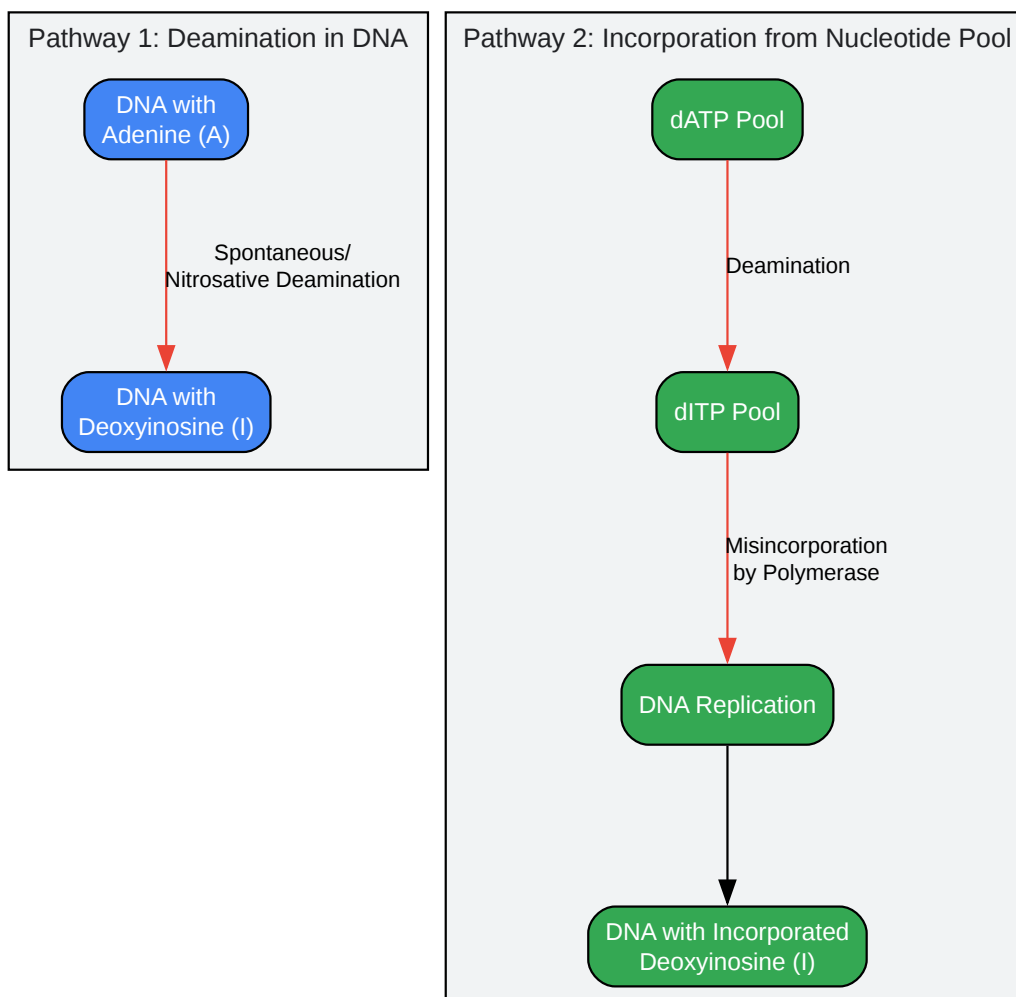 Pathway 1: Deamination in DNA
DNA with
Adenine (A)
Spontaneous/
Nitrosative Deamination
DNA with
Deoxyinosine (I)
Pathway 2: Incorporation from Nucleotide Pool
dATP Pool
Deamination
dITP Pool
Misincorporation
by Polymerase
DNA Replication
DNA with Incorporated
Deoxyinosine (I)